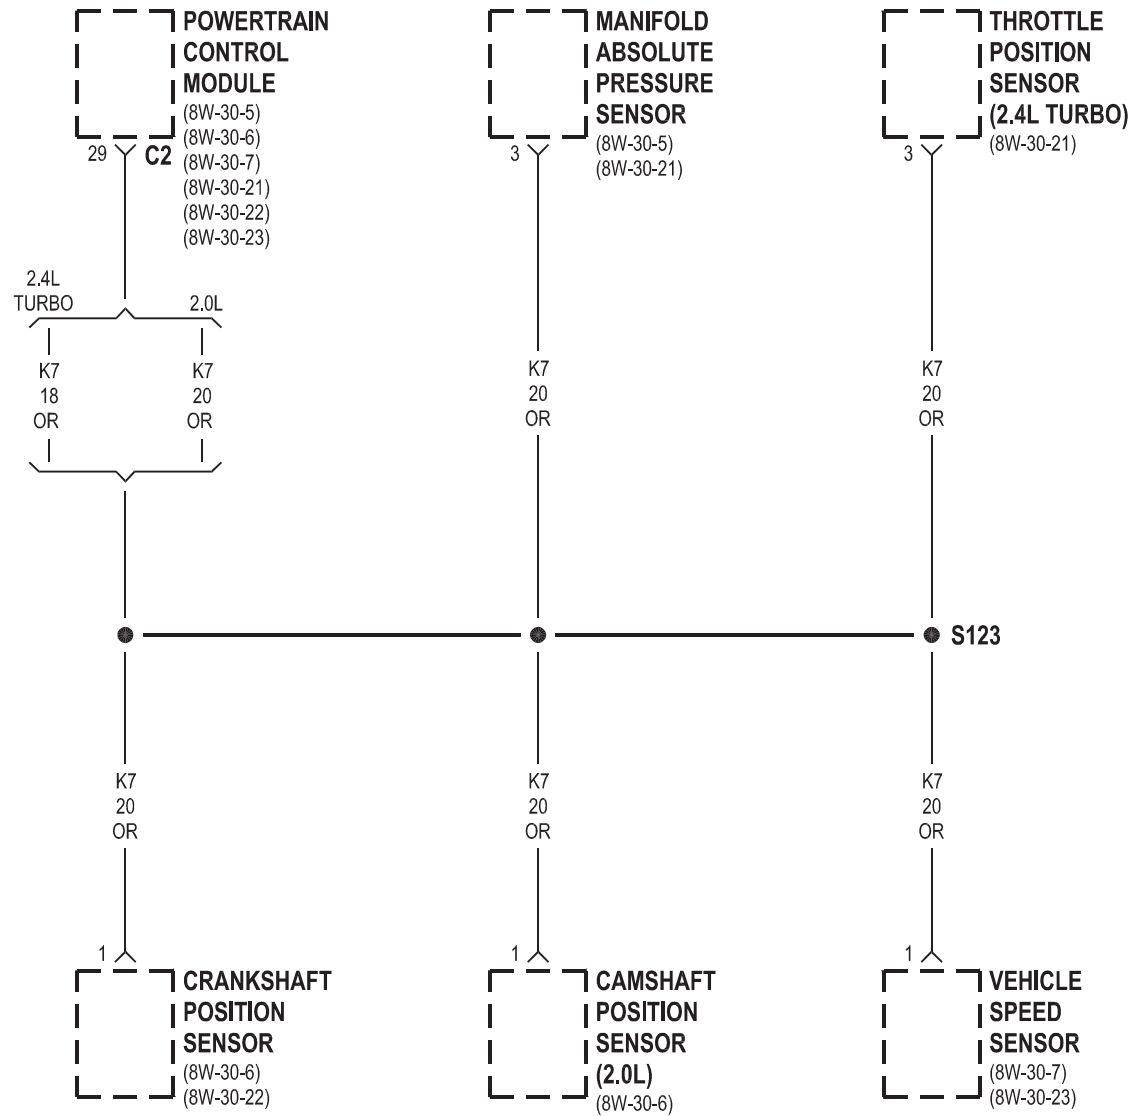 POWERTRAIN
CONTROL
MODULE
(8W-30-5)
(8W-30-6)
(8W-30-7)
(8W-30-21)
(8W-30-22)
(8W-30-23)
29
C2
MANIFOLD
ABSOLUTE
PRESSURE
SENSOR
(8W-30-5)
(8W-30-21)
3
THROTTLE
POSITION
SENSOR
(2.4L TURBO)
(8W-30-21)
3
2.4L
TURBO
2.0L
K7
18
OR
K7
20
OR
K7
20
OR
K7
20
OR
S123
K7
20
OR
K7
20
OR
K7
20
OR
1
CRANKSHAFT
POSITION
SENSOR
(8W-30-6)
(8W-30-22)
1
CAMSHAFT
POSITION
SENSOR
(2.0L)
(8W-30-6)
1
VEHICLE
SPEED
SENSOR
(8W-30-7)
(8W-30-23)